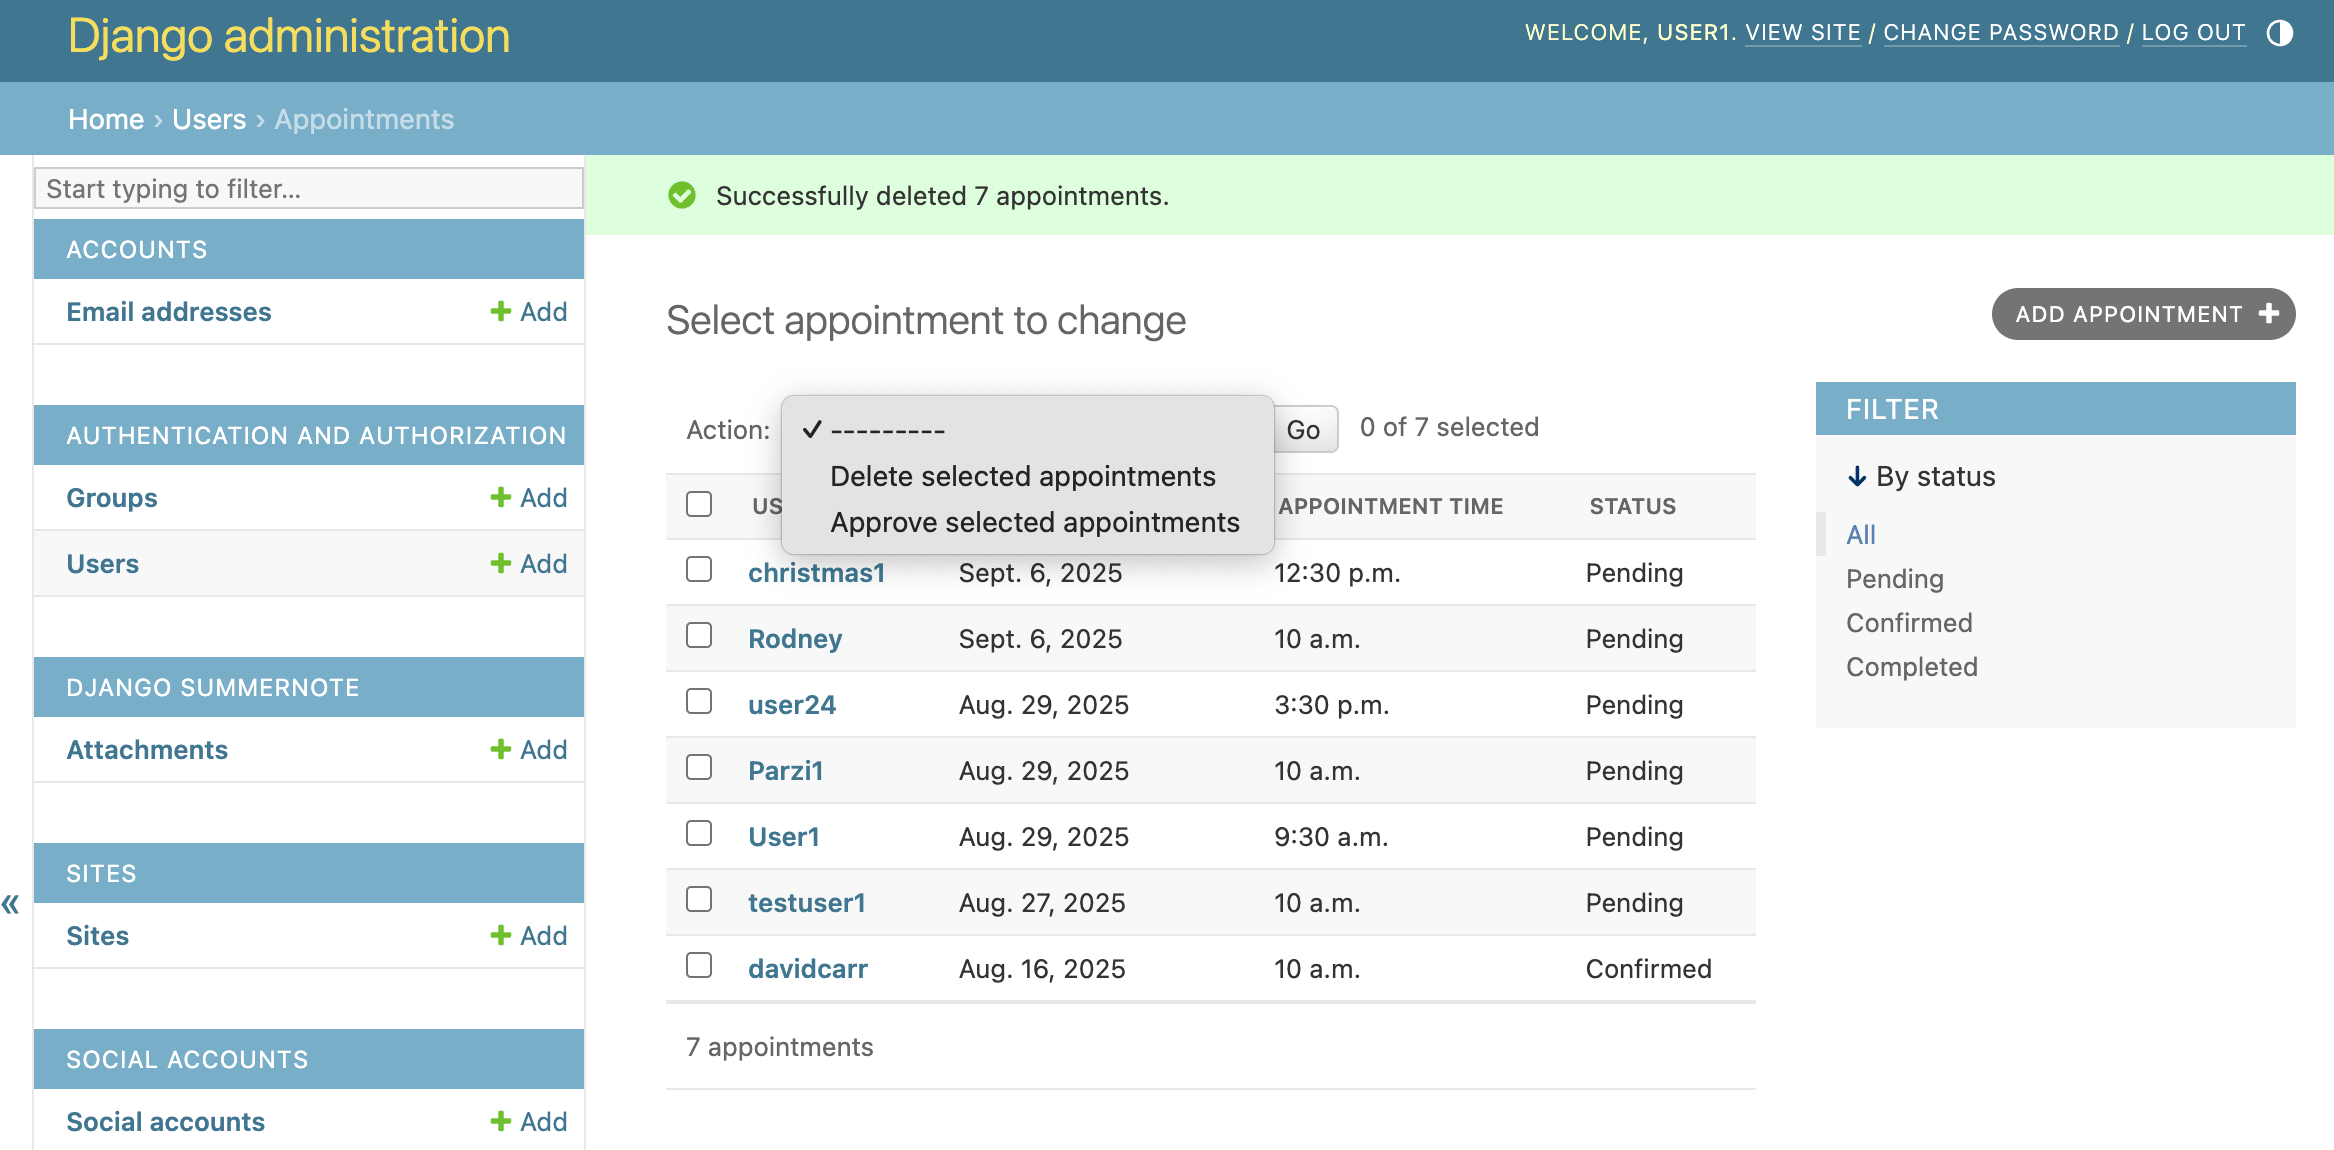 Django administration
WELCOME, USER1. VIEW SITE / CHANGE PASSWORD / LOG OUT
Home › Users › Appointments
Start typing to filter...
ACCOUNTS
Email addresses Add
AUTHENTICATION AND AUTHORIZATION
Groups Add
Users Add
DJANGO SUMMERNOTE
Attachments Add
SITES
Sites Add
SOCIAL ACCOUNTS
Social accounts Add
«
Successfully deleted 7 appointments.
Select appointment to change
ADD APPOINTMENT
Action:
---------
Delete selected appointments
Approve selected appointments
Go 0 of 7 selected
APPOINTMENT TIME STATUS
christmas1 Sept. 6, 2025 12:30 p.m. Pending
Rodney Sept. 6, 2025 10 a.m. Pending
user24 Aug. 29, 2025 3:30 p.m. Pending
Parzi1 Aug. 29, 2025 10 a.m. Pending
User1 Aug. 29, 2025 9:30 a.m. Pending
testuser1 Aug. 27, 2025 10 a.m. Pending
davidcarr Aug. 16, 2025 10 a.m. Confirmed
7 appointments
FILTER
By status
All
Pending
Confirmed
Completed